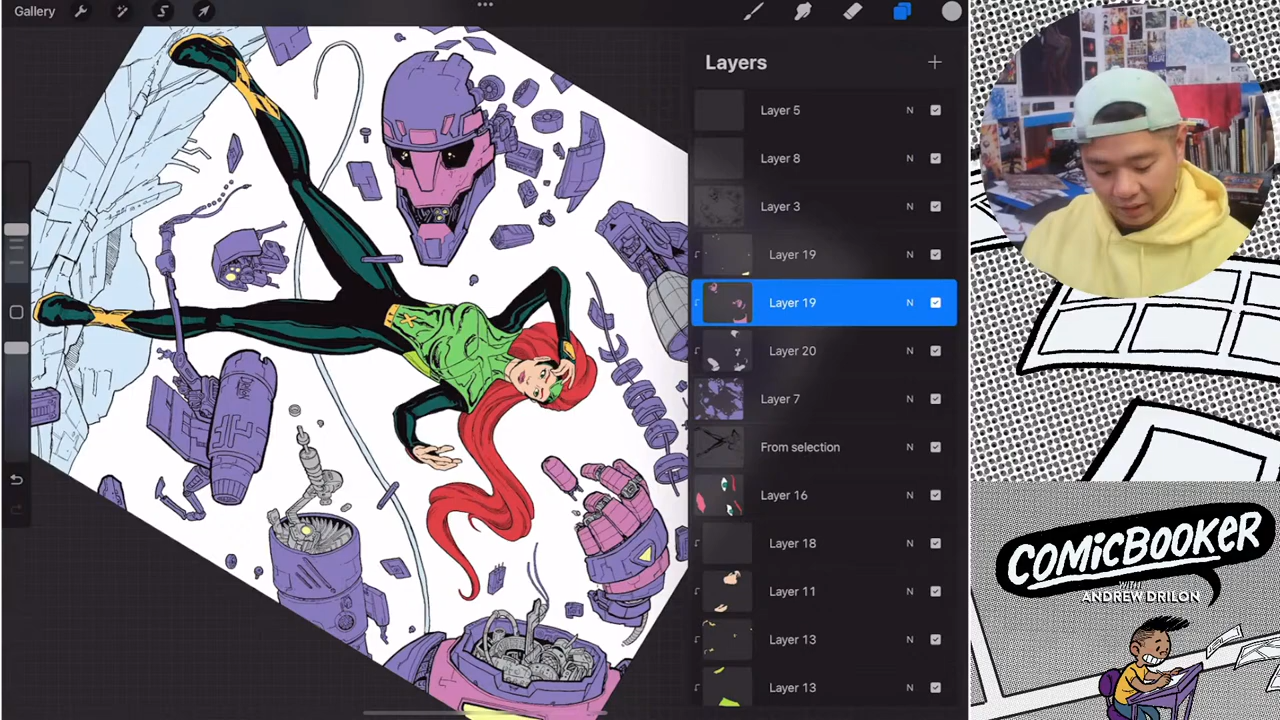 Gallery
Layers
Layer 5
N
Layer 8
N
Layer 3
N
Layer 19
N
Layer 19
N
Layer 20
N
Layer 7
N
From selection
N
Layer 16
N
Layer 18
N
Layer 11
N
Layer 13
N
Layer 13
N
COMiCBOOKER
WITH
ANDREW DRILON